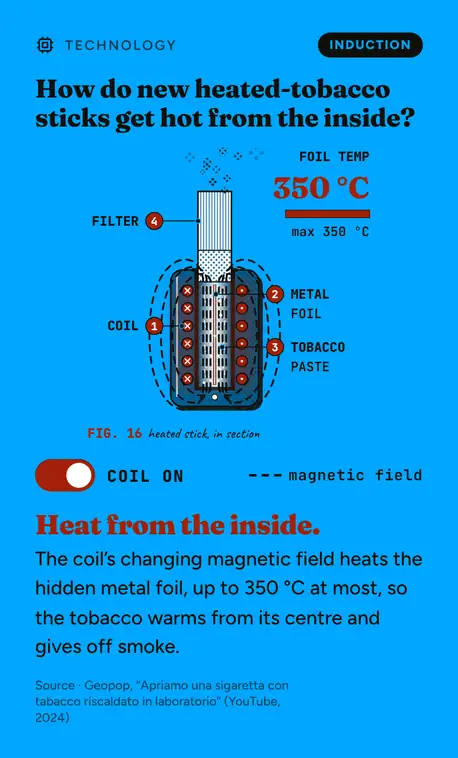 TECHNOLOGY
INDUCTION
How do new heated-tobacco
sticks get hot from the inside?
FOIL TEMP
350 °C
max 350 °C
FILTER 4
2 METAL
FOIL
COIL 1
3 TOBACCO
PASTE
FIG. 16 heated stick, in section
COIL ON
magnetic field
Heat from the inside.
The coil’s changing magnetic field heats the
hidden metal foil, up to 350 °C at most, so
the tobacco warms from its centre and
gives off smoke.
Source · Geopop, “Apriamo una sigaretta con
tabacco riscaldato in laboratorio” (YouTube,
2024)